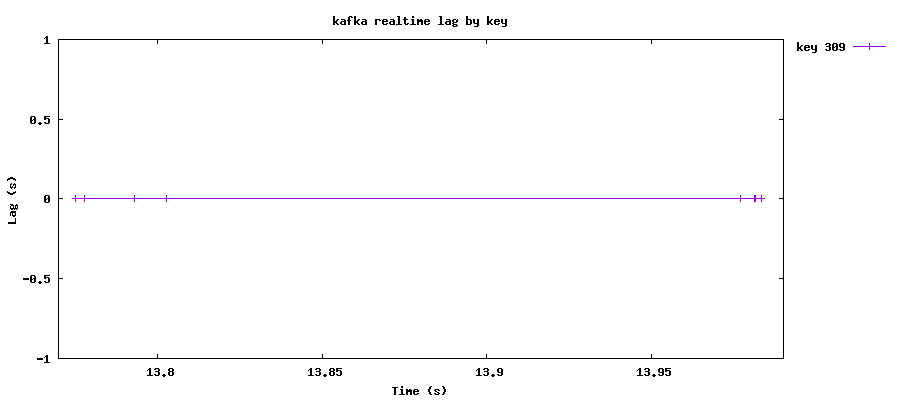 kafka realtime lag by key
key 309
1
0.5
0
-0.5
-1
Lag (s)
13.8 13.85 13.9 13.95
Time (s)